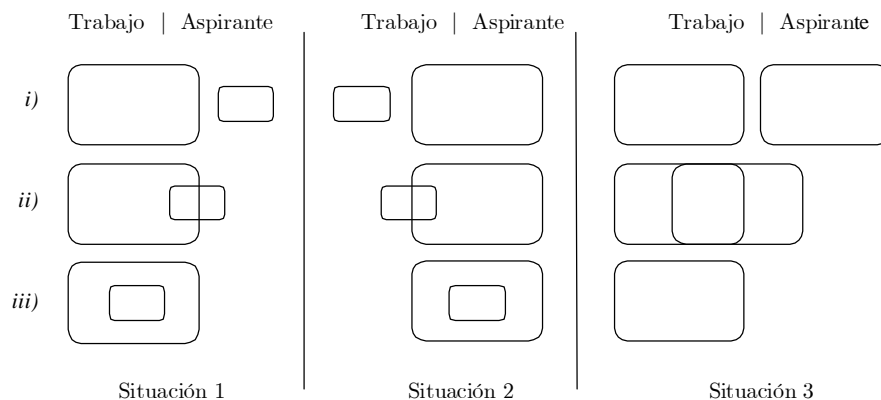 Trabajo | Aspirante Trabajo | Aspirante Trabajo | Aspirante
i)
ii)
iii)
Situación 1 Situación 2 Situación 3